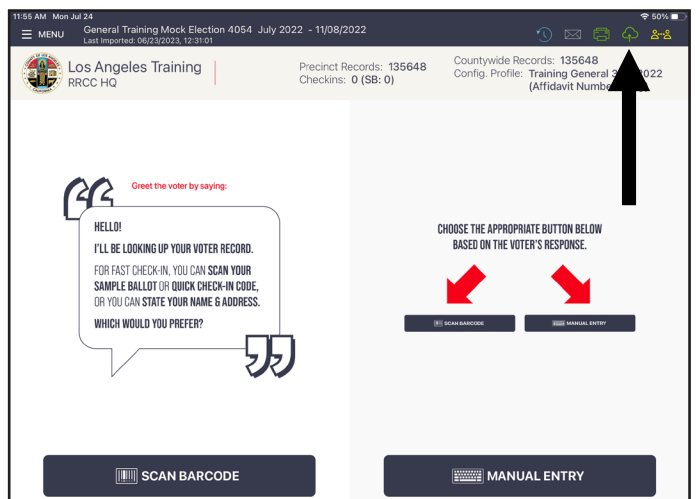 11:55 AM Mon Jul 24
50%
MENU
General Training Mock Election 4054 July 2022 - 11/08/2022
Last Imported: 06/23/2023, 12:31:01
Los Angeles Training
RRCC HQ
Precinct Records: 135648
Checkins: 0 (SB: 0)
Countywide Records: 135648
Config. Profile: Training General 3 2022
(Affidavit Numbe
Greet the voter by saying:
HELLO!
I'LL BE LOOKING UP YOUR VOTER RECORD.
FOR FAST CHECK-IN, YOU CAN SCAN YOUR
SAMPLE BALLOT OR QUICK CHECK-IN CODE,
OR YOU CAN STATE YOUR NAME & ADDRESS.
WHICH WOULD YOU PREFER?
CHOOSE THE APPROPRIATE BUTTON BELOW
BASED ON THE VOTER'S RESPONSE.
SCAN BARCODE
MANUAL ENTRY
SCAN BARCODE
MANUAL ENTRY